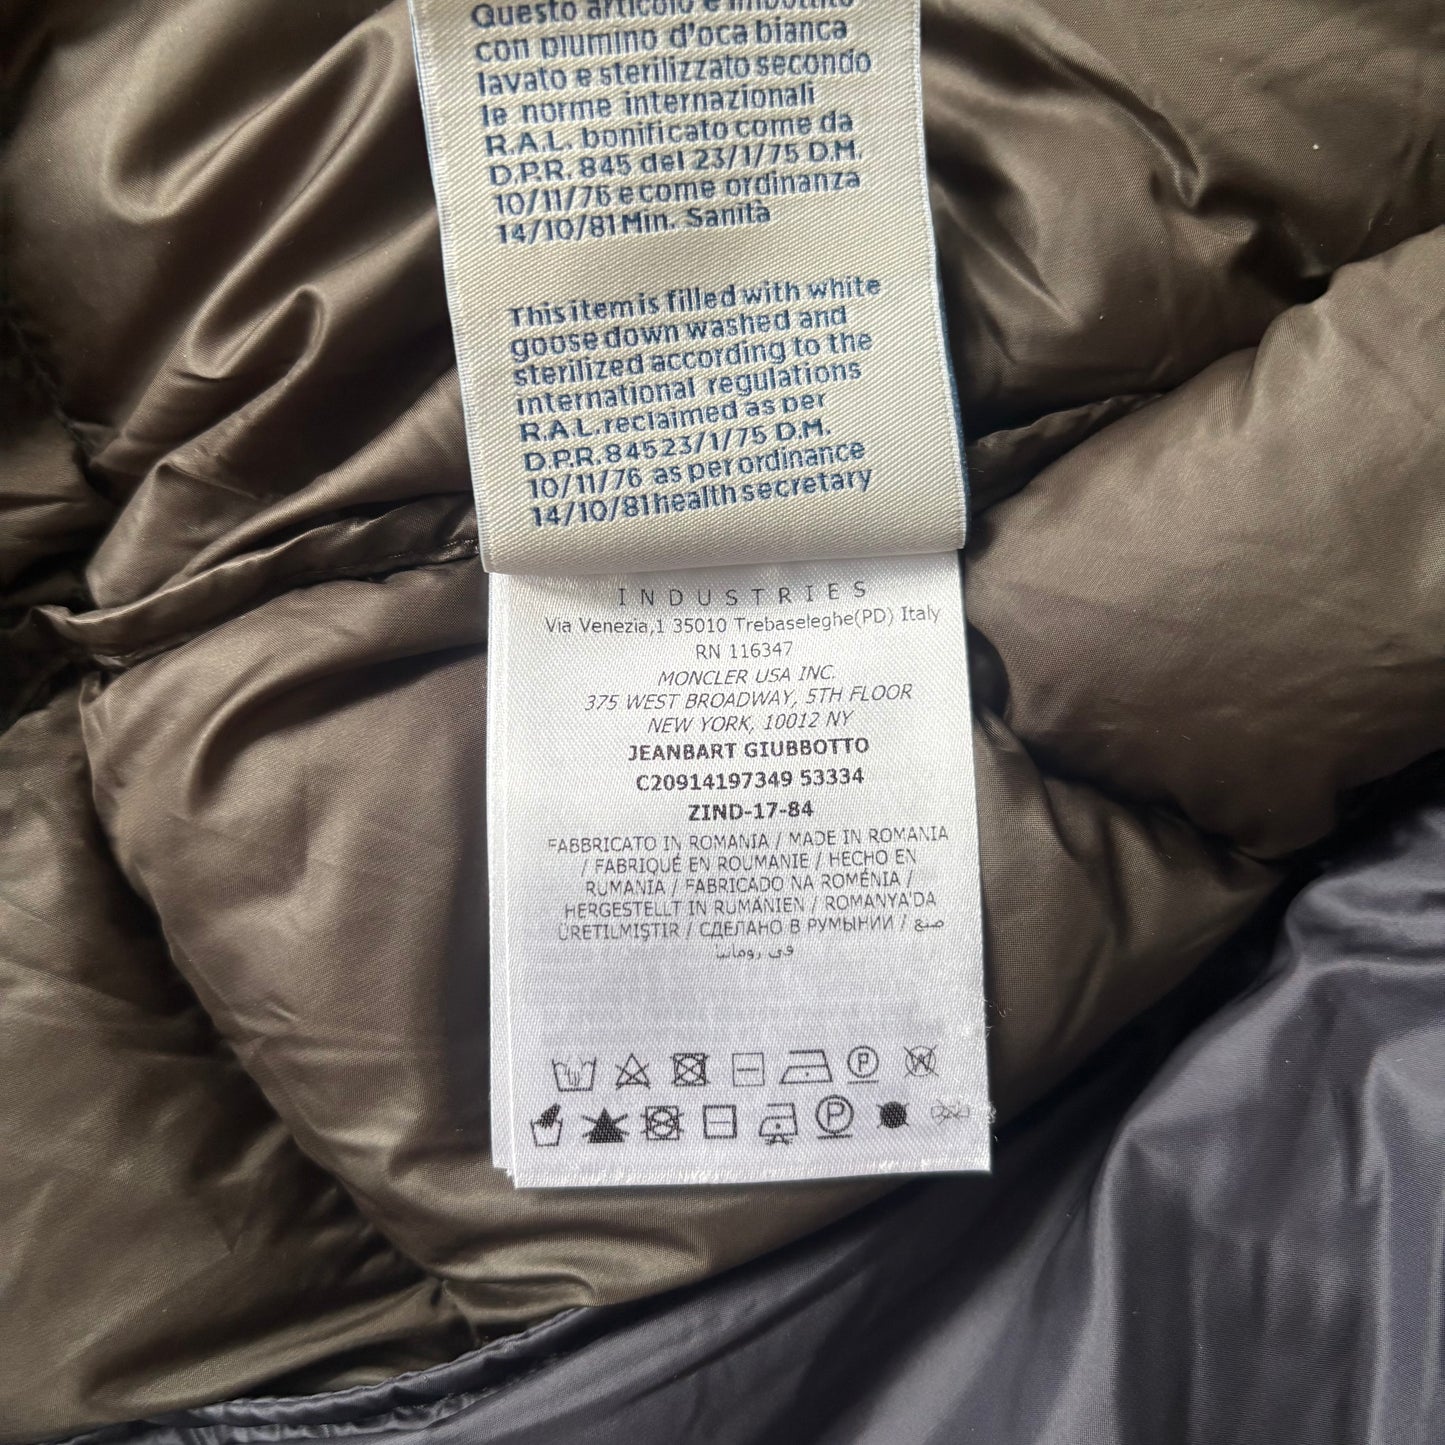 Questo articolo è imbottito
con piumino d'oca bianca
lavato e sterilizzato secondo
le norme internazionali
R.A.L. bonificato come da
D.P.R. 845 del 23/1/75 D.M.
10/11/76 e come ordinanza
14/10/81 Min. Sanità
This item is filled with white
goose down washed and
sterilized according to the
international regulations
R.A.L. reclaimed as per
D.P.R. 845 23/1/75 D.M.
10/11/76 as per ordinance
14/10/81 health secretary
INDUSTRIES
Via Venezia,1 35010 Trebaseleghe(PD) Italy
RN 116347
MONCLER USA INC.
375 WEST BROADWAY, 5TH FLOOR
NEW YORK, 10012 NY
JEANBART GIUBBOTTO
C20914197349 53334
ZIND-17-84
FABBRICATO IN ROMANIA / MADE IN ROMANIA
/ FABRIQUÉ EN ROUMANIE / HECHO EN
RUMANIA / FABRICADO NA ROMÉNIA /
HERGESTELLT IN RUMÄNIEN / ROMANYA'DA
ÜRETILMIŞTIR / СДЕЛАНО В РУМЫНИИ / صنع
في رومانيا
P W
P